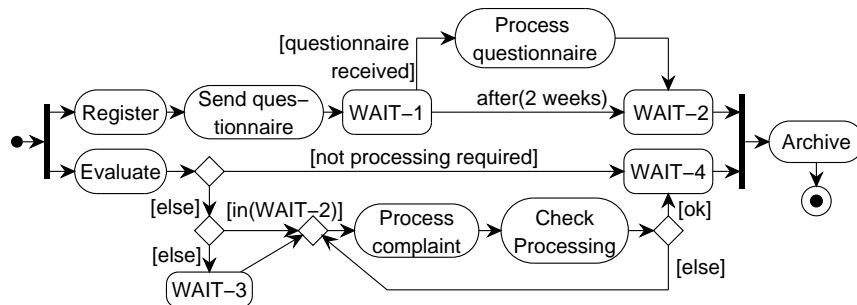 Process
questionnaire
[questionnaire
received]
Register
Send ques-
tionnaire
WAIT-1
after(2 weeks)
WAIT-2
Archive
Evaluate
[not processing required]
WAIT-4
[else]
[in(WAIT-2)]
[ok]
Process
complaint
Check
Processing
[else]
[else]
WAIT-3